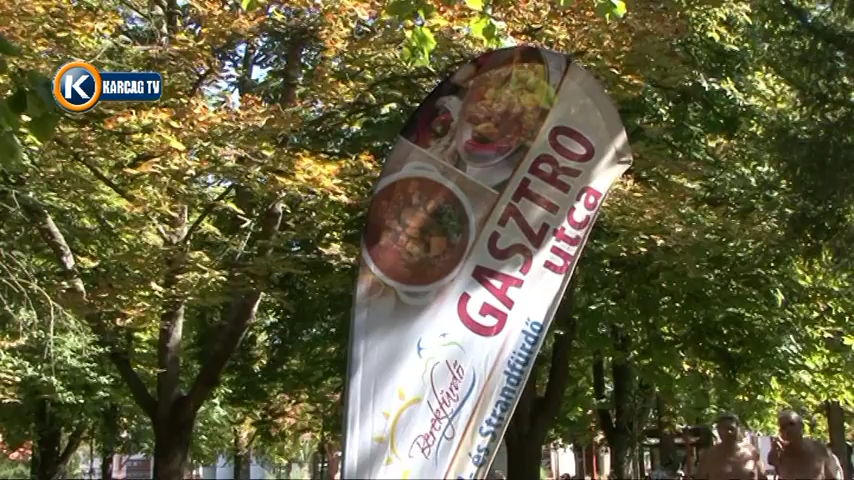 K KARCAG TV
GASZTRO
utca
Berekfürdő
- és Strandfürdő